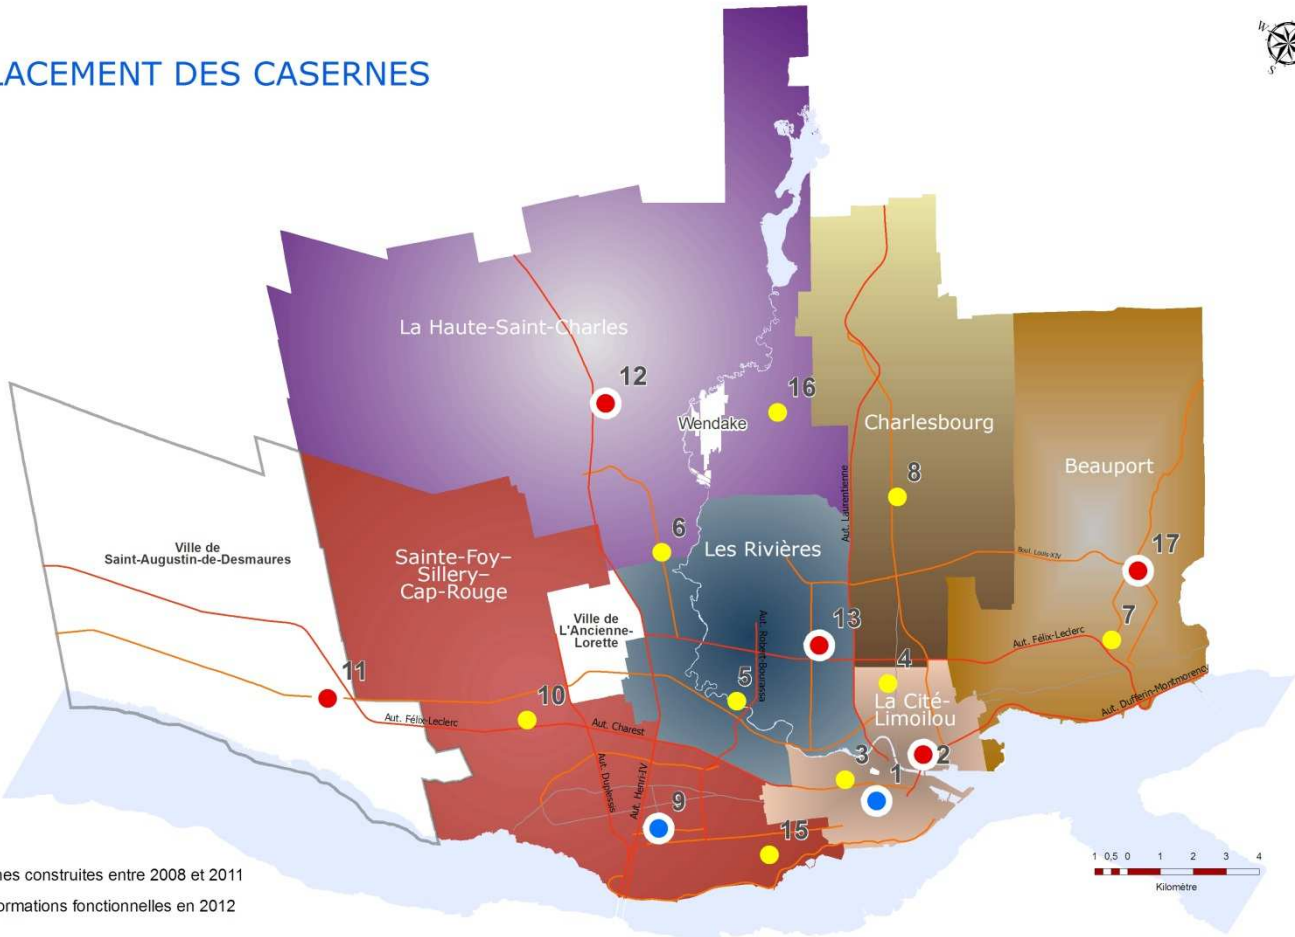 LACEMENT DES CASERNES
W
S
La Haute-Saint-Charles
12
16
Wendake
Charlesbourg
Beauport
8
Aut. Laurentienne
6
Les Rivières
Boul. Louis-XIV
17
Ville de
Saint-Augustin-de-Desmaures
Sainte-Foy–
Sillery–
Cap-Rouge
Ville de
L'Ancienne-
Lorette
Aut. Robert-Bourassa
13
7
Aut. Félix-Leclerc
11
10
5
4
La Cité-
Limoilou
Aut. Dufferin-Montmorency
Aut. Félix-Leclerc
Aut. Charest
Aut. Duplessis
Aut. Henri-IV
3
1
2
9
15
1 0,5 0 1 2 3 4
Kilomètre
nes construites entre 2008 et 2011
ormations fonctionnelles en 2012